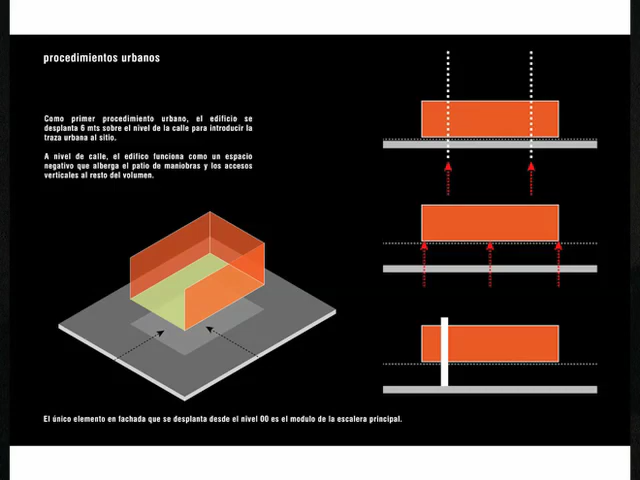 procedimientos urbanos
Como primer procedimiento urbano, el edificio se
desplanta 6 mts sobre el nivel de la calle para introducir la
traza urbana al sitio.
A nivel de calle, el edifico funciona como un espacio
negativo que alberga el patio de maniobras y los accesos
verticales al resto del volumen.
El único elemento en fachada que se desplanta desde el nivel 00 es el modulo de la escalera principal.